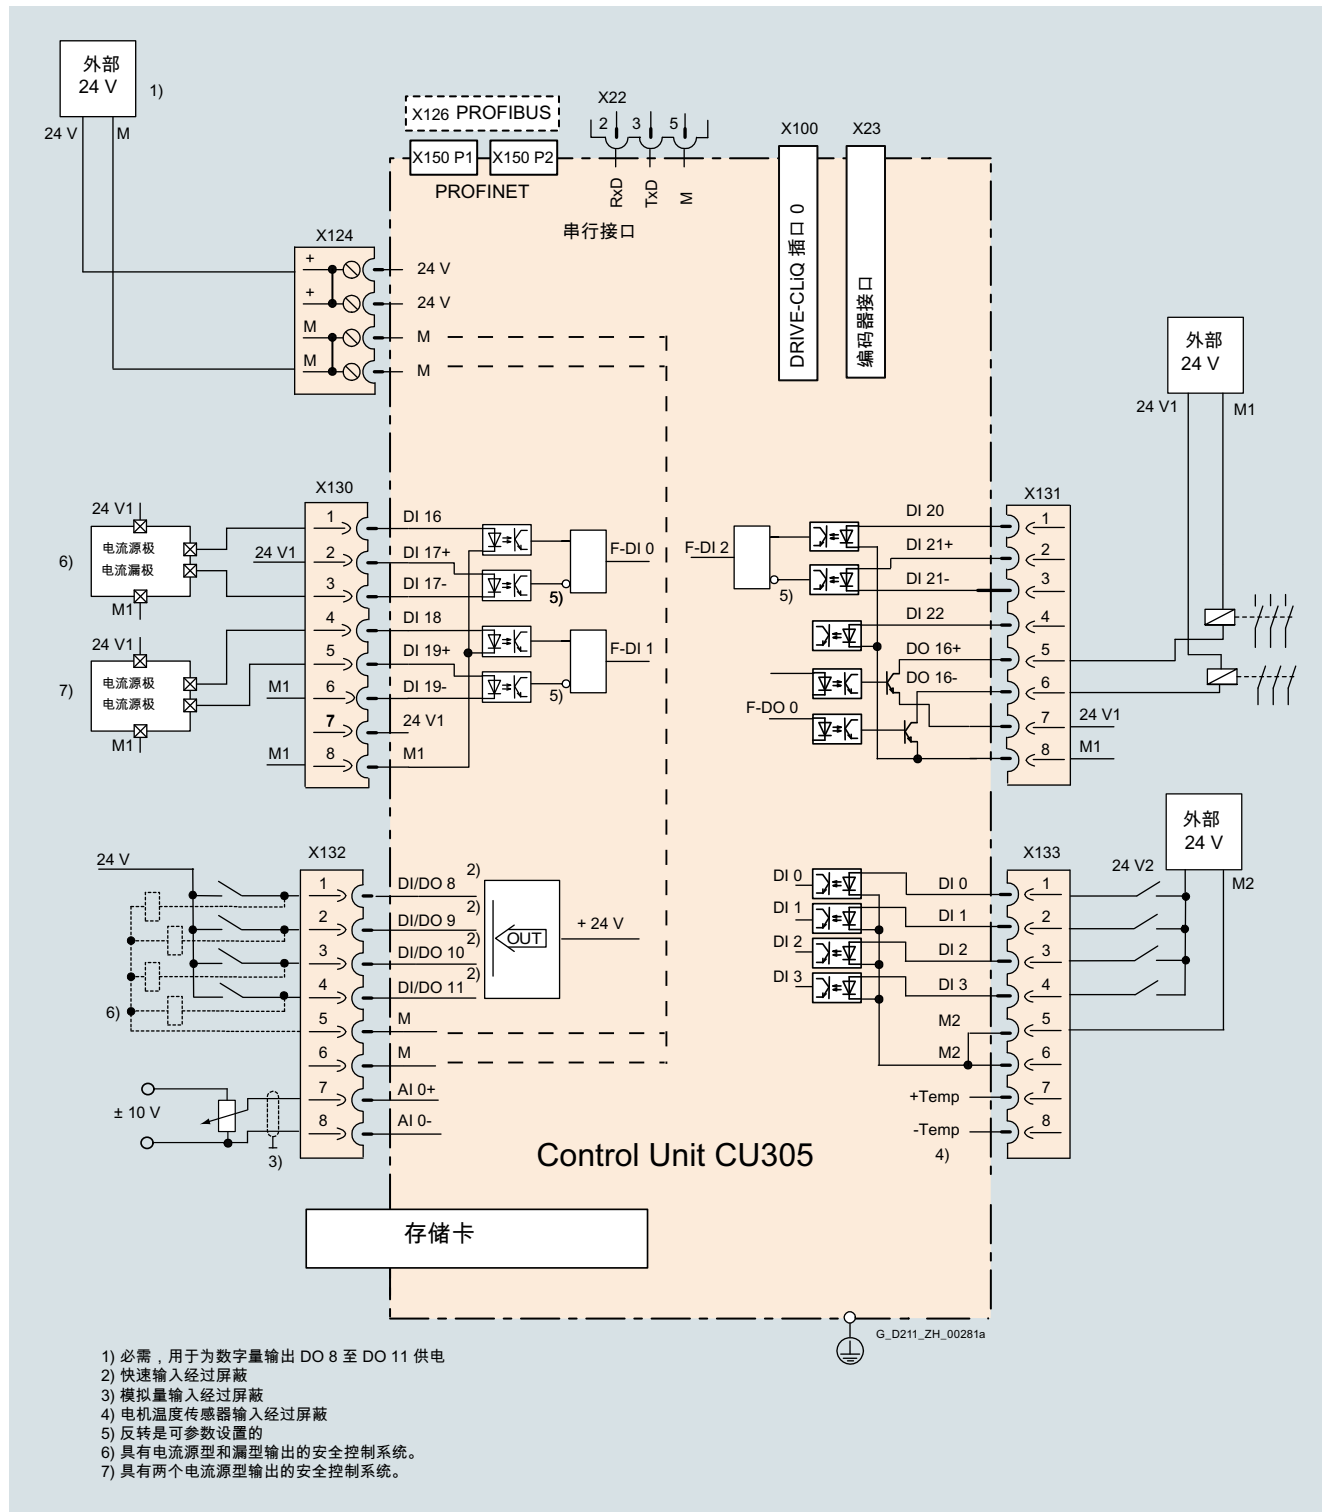 外部
24 V
1)
24 V
M
X126 PROFIBUS
X150 P1
X150 P2
PROFINET
X22
2
3
5
RxD
TxD
M
串行接口
X100
DRIVE-CLiQ 插口 0
X23
编码器接口
X124
+
24 V
+
24 V
M
M
M
M
外部
24 V
24 V1
M1
X130
24 V1
电流源极
电流漏极
6)
M1
24 V1
1
DI 16
2
DI 17+
3
DI 17-
4
DI 18
24 V1
电流源极
电流源极
7)
M1
5
DI 19+
M1
6
DI 19-
7
24 V1
M1
8
M1
F-DI 0
5)
F-DI 1
5)
F-DI 2
5)
X131
DI 20
1
DI 21+
2
DI 21-
3
DI 22
4
DO 16+
5
DO 16-
6
F-DO 0
7
24 V1
8
M1
X132
24 V
1
DI/DO 8
2)
2
DI/DO 9
2)
3
DI/DO 10
2)
4
DI/DO 11
2)
OUT
+ 24 V
6)
5
M
6
M
7
AI 0+
8
AI 0-
± 10 V
3)
外部
24 V
24 V2
M2
X133
DI 0
DI 0
1
DI 1
DI 1
2
DI 2
DI 2
3
DI 3
DI 3
4
M2
5
M2
6
+Temp
7
-Temp
8
4)
Control Unit CU305
存储卡
G_D211_ZH_00281a
1) 必需，用于为数字量输出 DO 8 至 DO 11 供电
2) 快速输入经过屏蔽
3) 模拟量输入经过屏蔽
4) 电机温度传感器输入经过屏蔽
5) 反转是可参数设置的
6) 具有电流源型和漏型输出的安全控制系统。
7) 具有两个电流源型输出的安全控制系统。